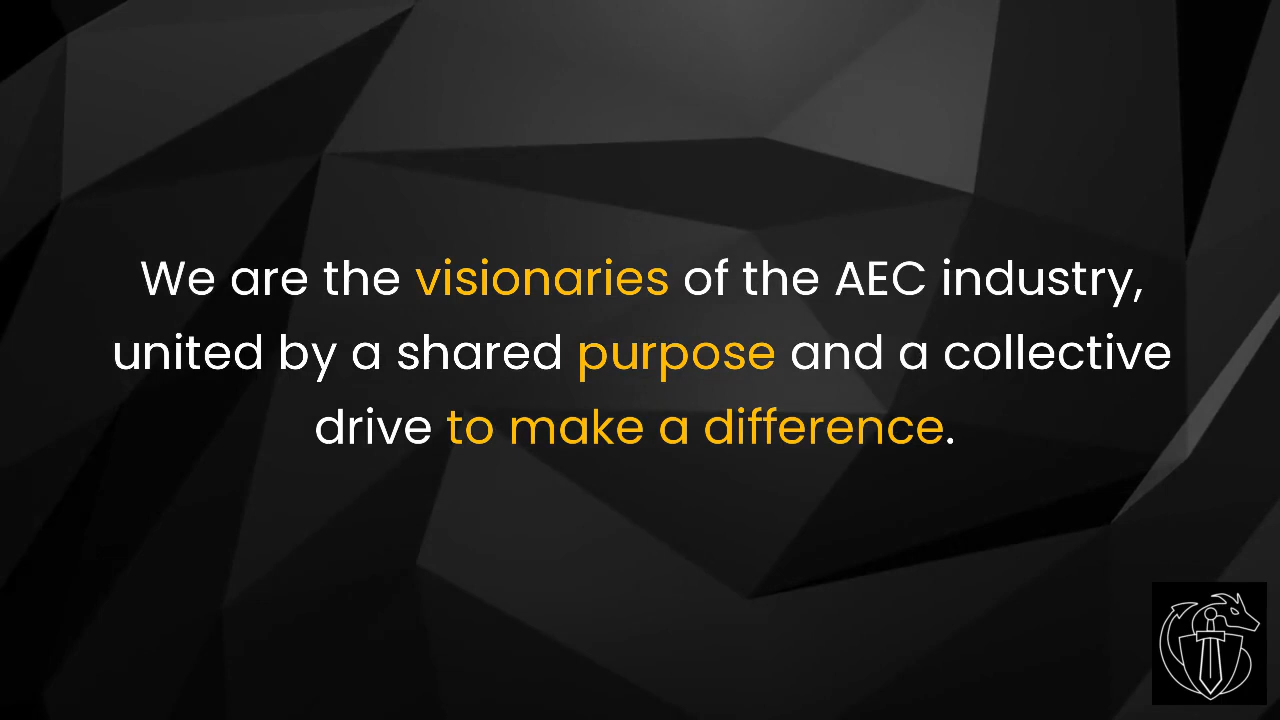 We are the visionaries of the AEC industry,
united by a shared purpose and a collective
drive to make a difference.